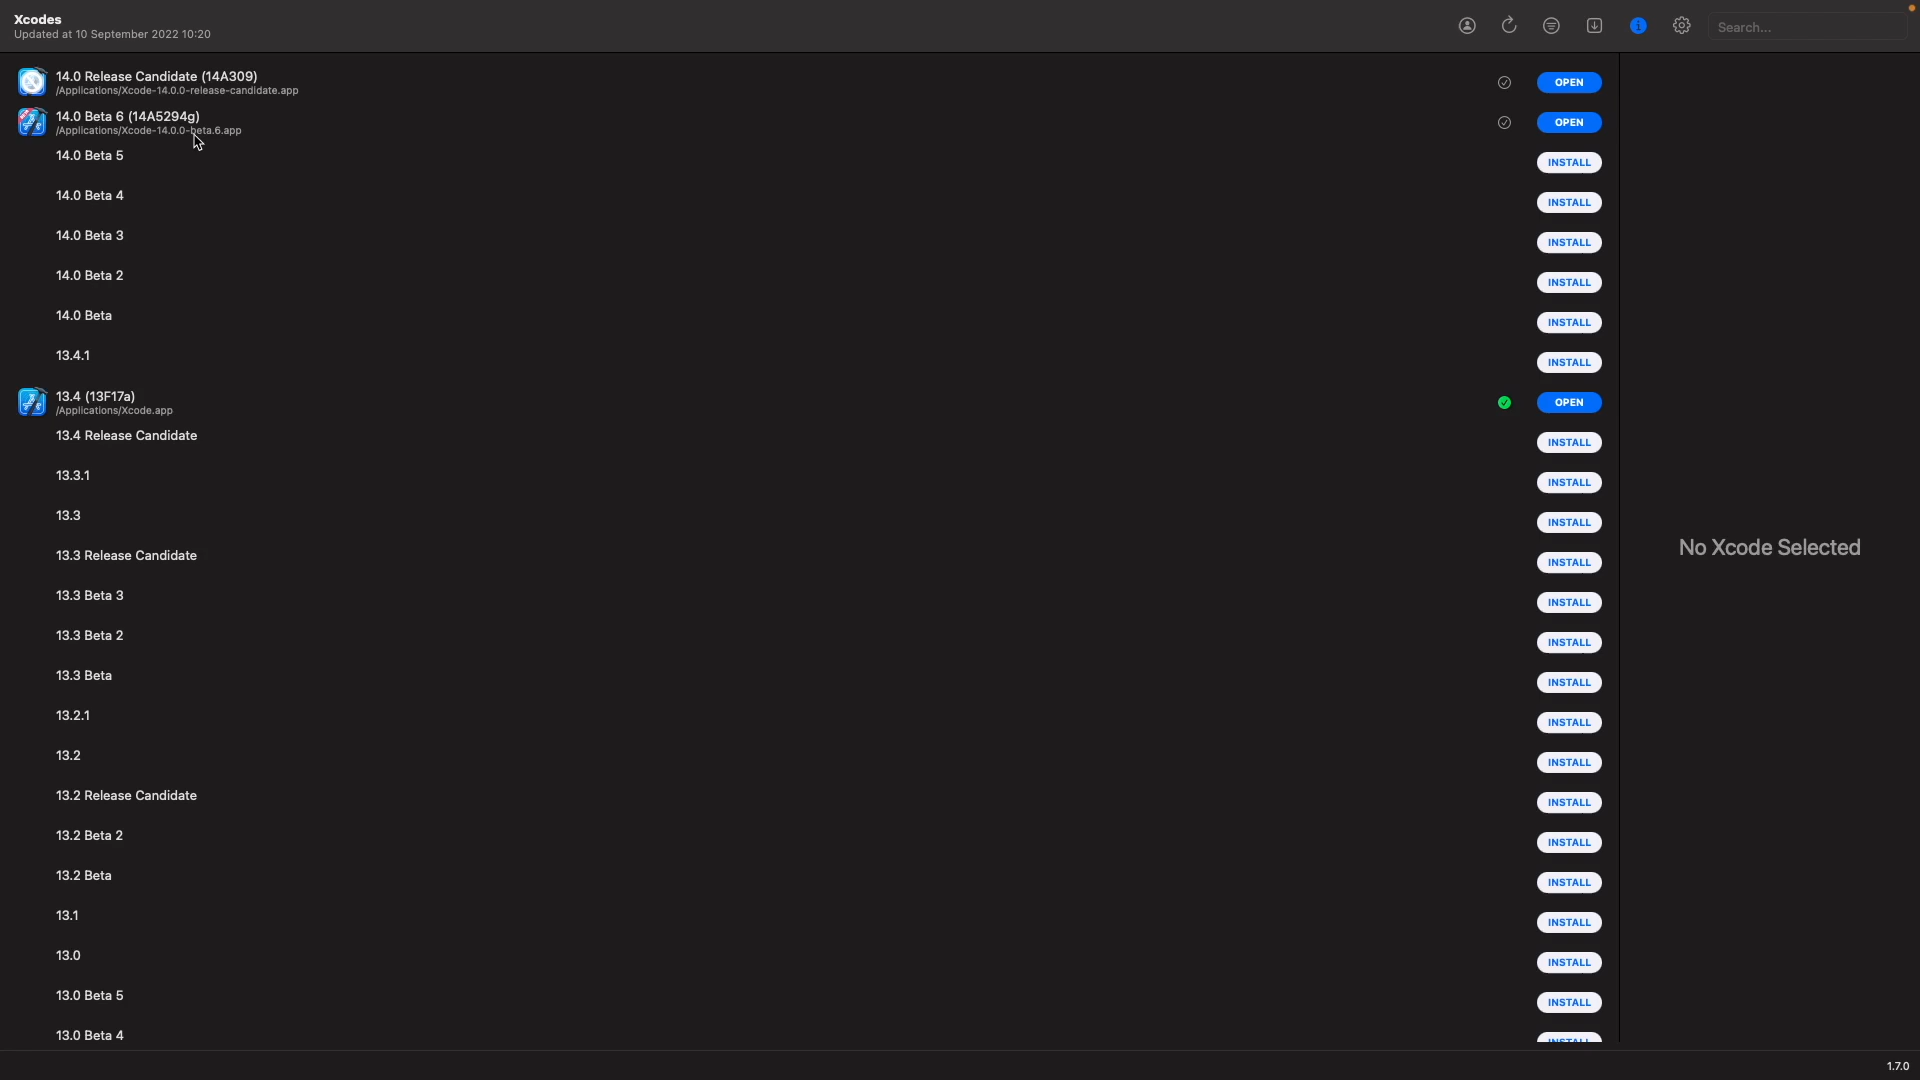 Xcodes
Updated at 10 September 2022 10:20
Search...
14.0 Release Candidate (14A309)
/Applications/Xcode-14.0.0-release-candidate.app
OPEN
14.0 Beta 6 (14A5294g)
/Applications/Xcode-14.0.0-beta.6.app
OPEN
14.0 Beta 5
INSTALL
14.0 Beta 4
INSTALL
14.0 Beta 3
INSTALL
14.0 Beta 2
INSTALL
14.0 Beta
INSTALL
13.4.1
INSTALL
13.4 (13F17a)
/Applications/Xcode.app
OPEN
13.4 Release Candidate
INSTALL
13.3.1
INSTALL
13.3
INSTALL
No Xcode Selected
13.3 Release Candidate
INSTALL
13.3 Beta 3
INSTALL
13.3 Beta 2
INSTALL
13.3 Beta
INSTALL
13.2.1
INSTALL
13.2
INSTALL
13.2 Release Candidate
INSTALL
13.2 Beta 2
INSTALL
13.2 Beta
INSTALL
13.1
INSTALL
13.0
INSTALL
13.0 Beta 5
INSTALL
13.0 Beta 4
INSTALL
1.7.0